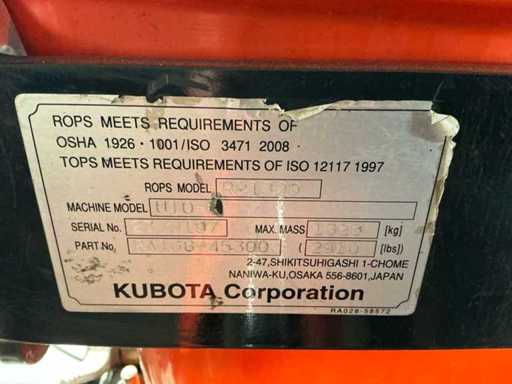 ROPS MEETS REQUIREMENTS OF
OSHA 1926・1001/ISO 3471 2008・
TOPS MEETS REQUIREMENTS OF ISO 12117 1997
ROPS MODEL
MACHINE MODEL
SERIAL No. MAX. MASS [kg]
PART No. ( ) [lbs]
2-47,SHIKITSUHIGASHI 1-CHOME
NANIWA-KU,OSAKA 556-8601,JAPAN
KUBOTA Corporation
RA028-58572